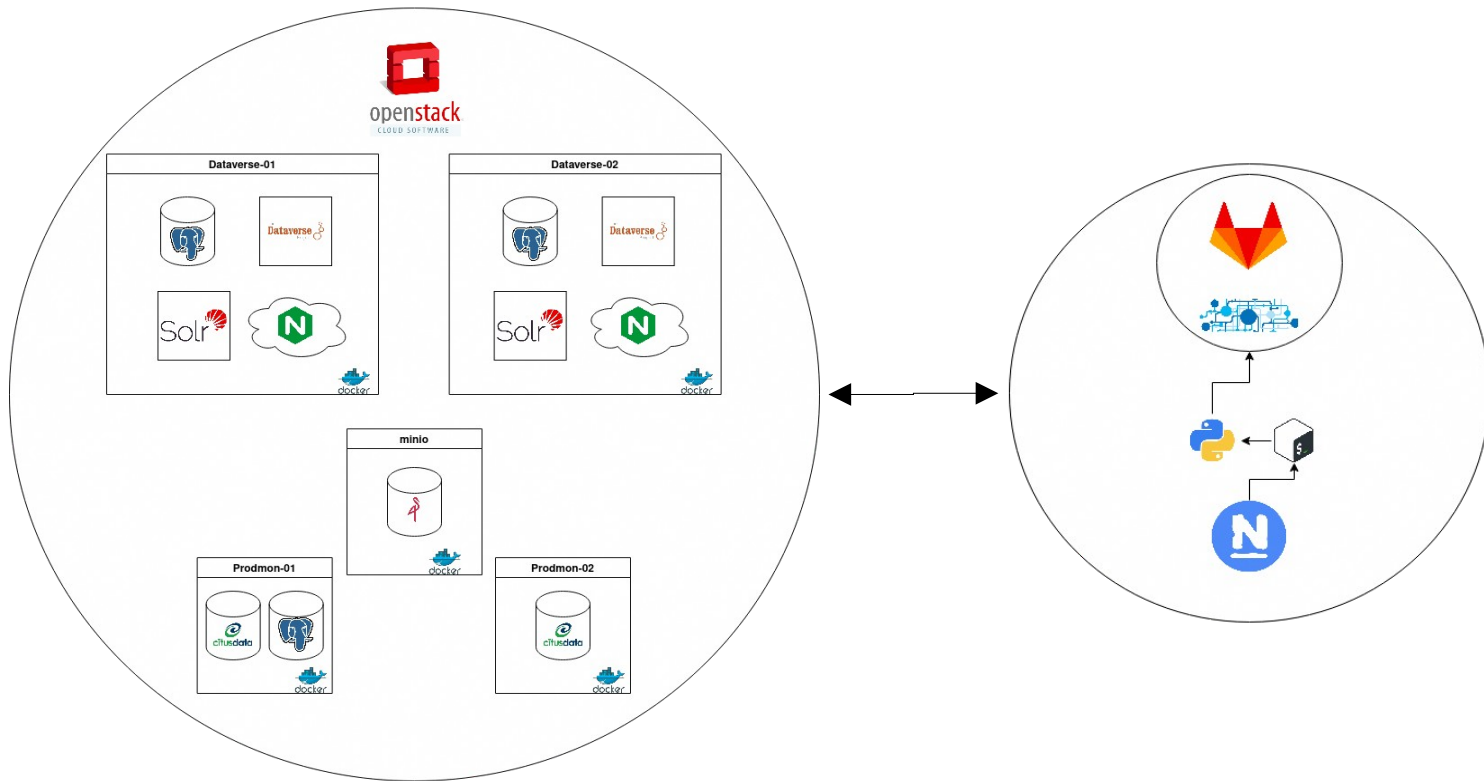 openstack
CLOUD SOFTWARE
Dataverse-01
Dataverse-02
Dataverse
Dataverse
Solr
N
Solr
N
docker
docker
minio
docker
Prodmon-01
Prodmon-02
citusdata
citusdata
docker
docker
$_
N